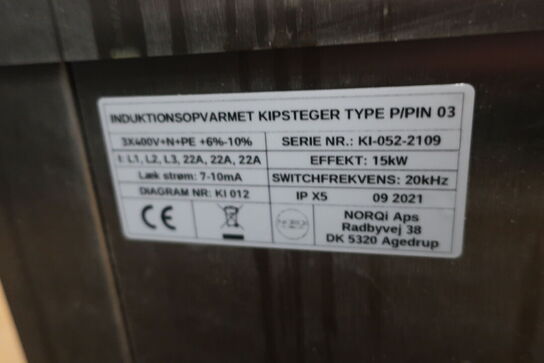 INDUKTIONSOPVARMET KIPSTEGER TYPE P/PIN 03
3X400V+N+PE +6%-10% SERIE NR.: KI-052-2109
I: L1, L2, L3, 22A, 22A, 22A EFFEKT: 15kW
Læk strøm: 7-10mA SWITCHFREKVENS: 20kHz
DIAGRAM NR: KI 012 IP X5 09 2021
CE NORQi NORQi Aps
Radbyvej 38
DK 5320 Agedrup